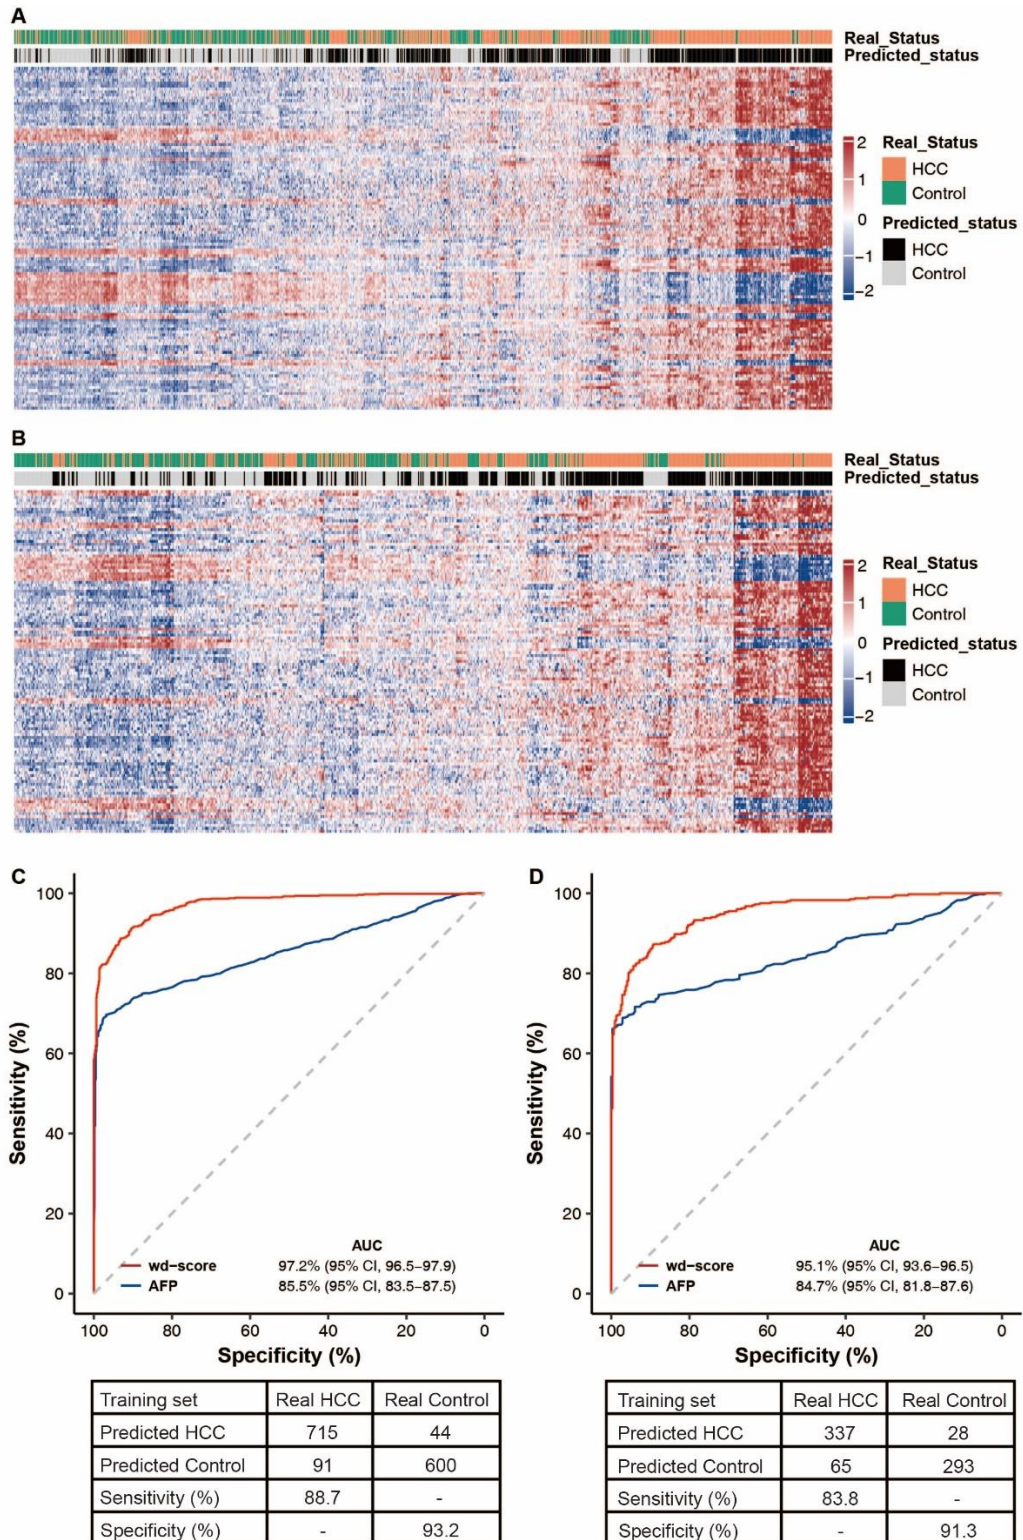 A
Real_Status
Predicted_status
2
1
0
−1
−2
Real_Status
HCC
Control
Predicted_status
HCC
Control
B
Real_Status
Predicted_status
2
1
0
−1
−2
Real_Status
HCC
Control
Predicted_status
HCC
Control
C
100
80
60
40
20
0
Sensitivity (%)
AUC
wd−score 97.2% (95% CI, 96.5−97.9)
AFP 85.5% (95% CI, 83.5−87.5)
100 80 60 40 20 0
Specificity (%)
Training set Real HCC Real Control
Predicted HCC 715 44
Predicted Control 91 600
Sensitivity (%) 88.7 -
Specificity (%) - 93.2
D
100
80
60
40
20
0
Sensitivity (%)
AUC
wd−score 95.1% (95% CI, 93.6−96.5)
AFP 84.7% (95% CI, 81.8−87.6)
100 80 60 40 20 0
Specificity (%)
Training set Real HCC Real Control
Predicted HCC 337 28
Predicted Control 65 293
Sensitivity (%) 83.8 -
Specificity (%) - 91.3